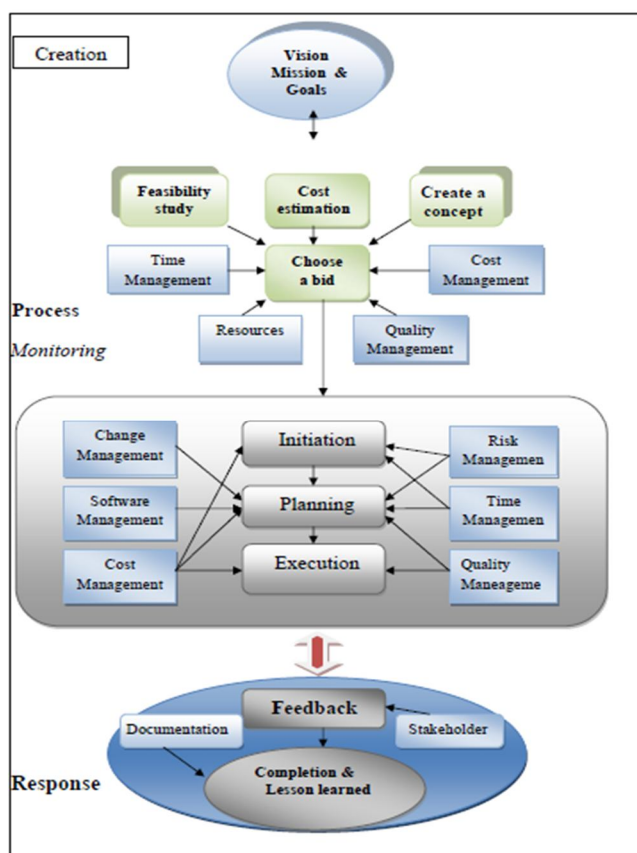 Creation
Vision
Mission &
Goals
Feasibility
study
Cost
estimation
Create a
concept
Time
Management
Choose
a bid
Cost
Management
Process
Monitoring
Resources
Quality
Management
Change
Management
Initiation
Risk
Managemen
Software
Management
Planning
Time
Managemen
Cost
Management
Execution
Quality
Maneageme
Feedback
Documentation
Stakeholder
Completion &
Lesson learned
Response